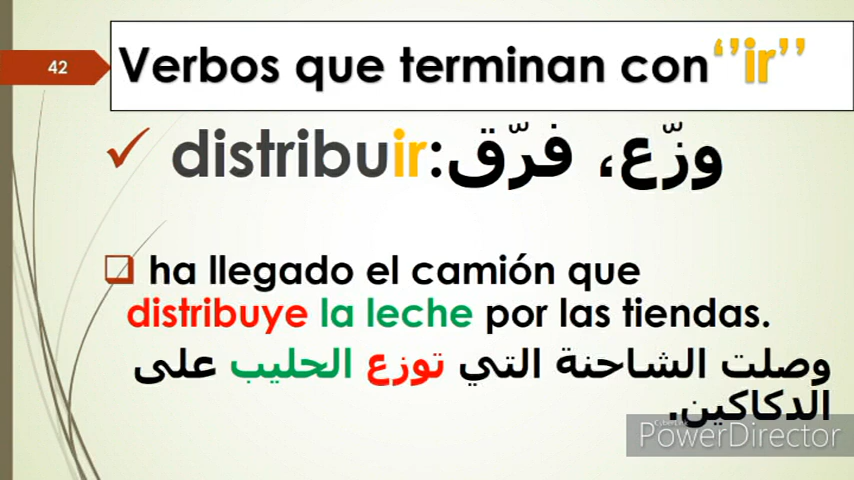 42
Verbos que terminan con‘’ir’’
distribuir:وزّع، فرّق
ha llegado el camión que
distribuye la leche por las tiendas.
وصلت الشاحنة التي توزع الحليب على
الدكاكين.
CyberLink
PowerDirector